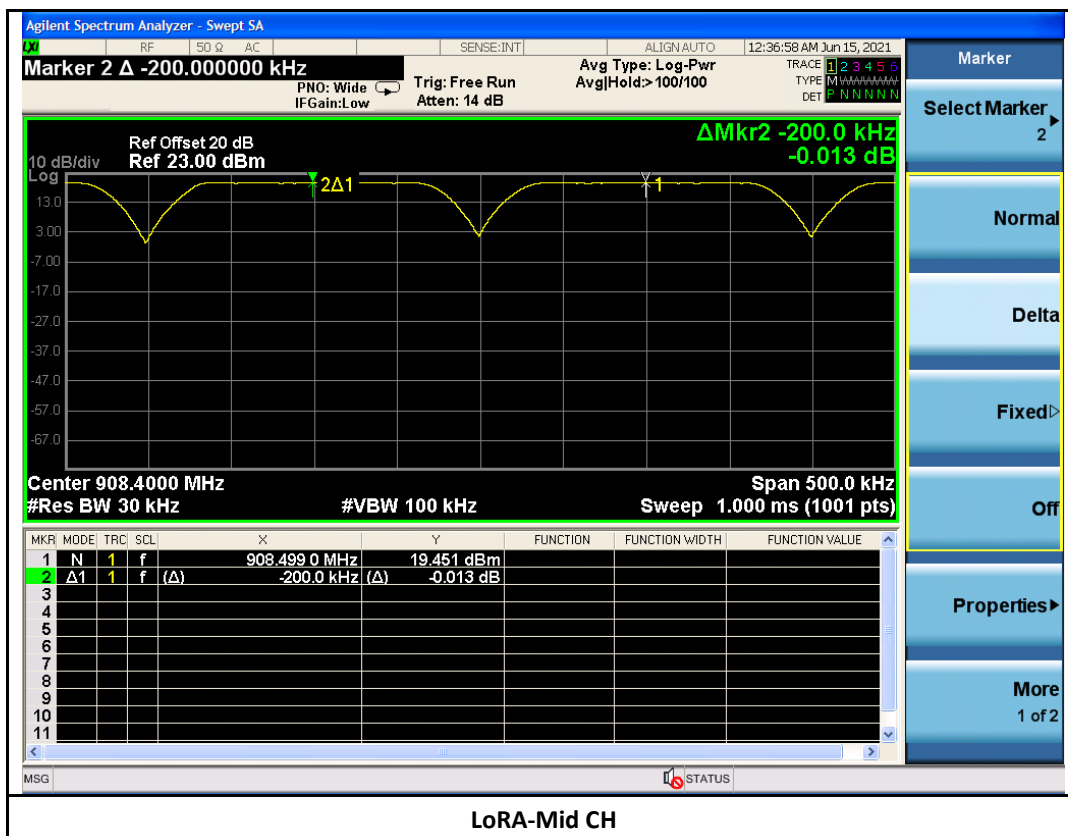 Agilent Spectrum Analyzer - Swept SA
LXI RF 50 Ω AC SENSE:INT ALIGN AUTO 12:36:58 AM Jun 15, 2021
Marker 2 Δ -200.000000 kHz
PNO: Wide
IFGain:Low
Trig: Free Run
Atten: 14 dB
Avg Type: Log-Pwr
Avg|Hold:>100/100
TRACE 1 2 3 4 5 6
TYPE M WWWWW
DET P N N N N N
ΔMkr2 -200.0 kHz
-0.013 dB
Ref Offset 20 dB
10 dB/div Ref 23.00 dBm
Log
2Δ1
1
13.0
3.00
-7.00
-17.0
-27.0
-37.0
-47.0
-57.0
-67.0
Center 908.4000 MHz Span 500.0 kHz
#Res BW 30 kHz #VBW 100 kHz Sweep 1.000 ms (1001 pts)
MKR MODE TRC SCL X Y FUNCTION FUNCTION WIDTH FUNCTION VALUE
1 N 1 f 908.499 0 MHz 19.451 dBm
2 Δ1 1 f (Δ) -200.0 kHz (Δ) -0.013 dB
3
4
5
6
7
8
9
10
11
MSG STATUS
Marker
Select Marker
2
Normal
Delta
Fixed
Off
Properties
More
1 of 2
LoRA-Mid CH